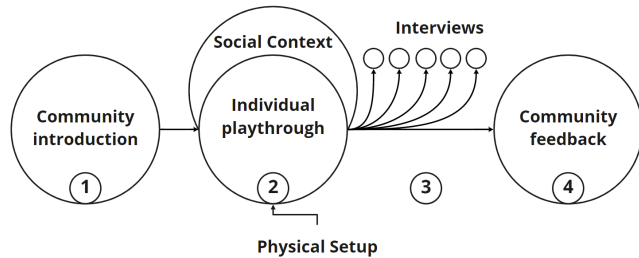 Interviews
Social Context
Community
introduction
Individual
playthrough
Community
feedback
1
2
3
4
Physical Setup